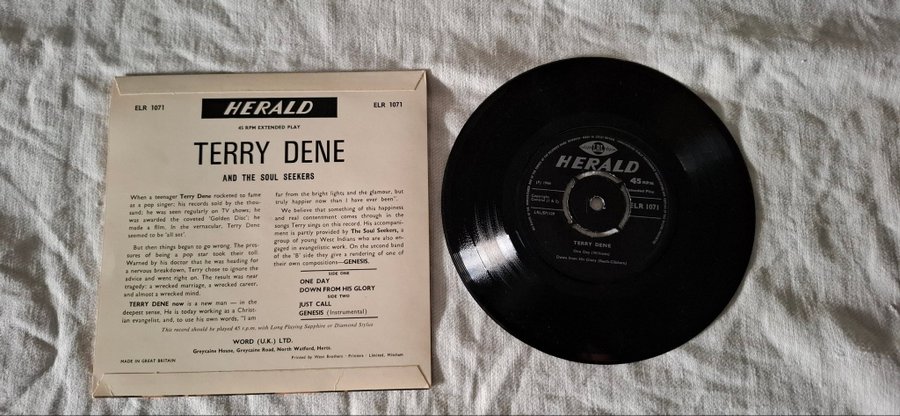 ELR 1071 HERALD ELR 1071
45 RPM EXTENDED PLAY
TERRY DENE
AND THE SOUL SEEKERS
When a teenager Terry Dene rocketed to fame
as a pop singer; his records sold by the thou-
sand; he was seen regularly on TV shows; he
was awarded the coveted 'Golden Disc'; he
made a film. In the vernacular, Terry Dene
seemed to be 'all set'.
But then things began to go wrong. The pres-
sures of being a pop star took their toll.
Warned by his doctor that he was heading for
a nervous breakdown, Terry chose to ignore the
advice and went right on. The result was near
tragedy: a wrecked marriage, a wrecked career,
and almost a wrecked mind.
TERRY DENE now is a new man — in the
deepest sense. He is today working as a Christ-
ian evangelist, and, to use his own words, "I am
far from the bright lights and the glamour, but
truly happier now than I have ever been".
We believe that something of this happiness
and real contentment comes through in the
songs Terry sings on this record. His accompani-
ment is partly provided by The Soul Seekers, a
group of young West Indians who are also en-
gaged in evangelistic work. On the second band
of the 'B' side they give a rendering of one of
their own compositions—GENESIS.
SIDE ONE
ONE DAY
DOWN FROM HIS GLORY
SIDE TWO
JUST CALL
GENESIS (Instrumental)
This record should be played 45 r.p.m. with Long Playing Sapphire or Diamond Stylus
WORD (U.K.) LTD.
Greycaine House, Greycaine Road, North Watford, Herts.
MADE IN GREAT BRITAIN
Printed by West Brothers · Printers · Limited, Mitcham
HERALD
45 RPM
Extended Play
ELR 1071
TERRY DENE
One Day (Williams)
Down from His Glory